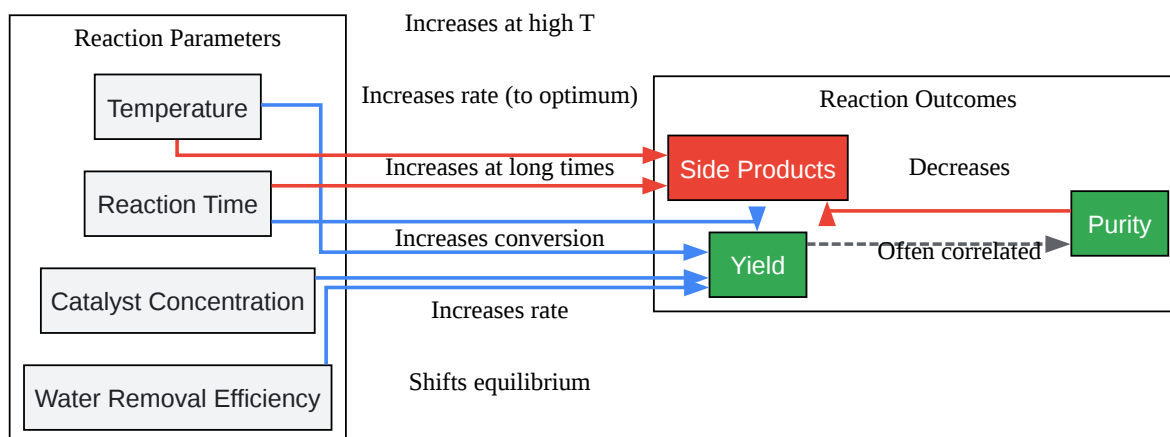 Reaction Parameters
Temperature
Reaction Time
Catalyst Concentration
Water Removal Efficiency
Increases at high T
Increases rate (to optimum)
Increases at long times
Increases conversion
Increases rate
Shifts equilibrium
Reaction Outcomes
Side Products
Decreases
Purity
Yield
Often correlated